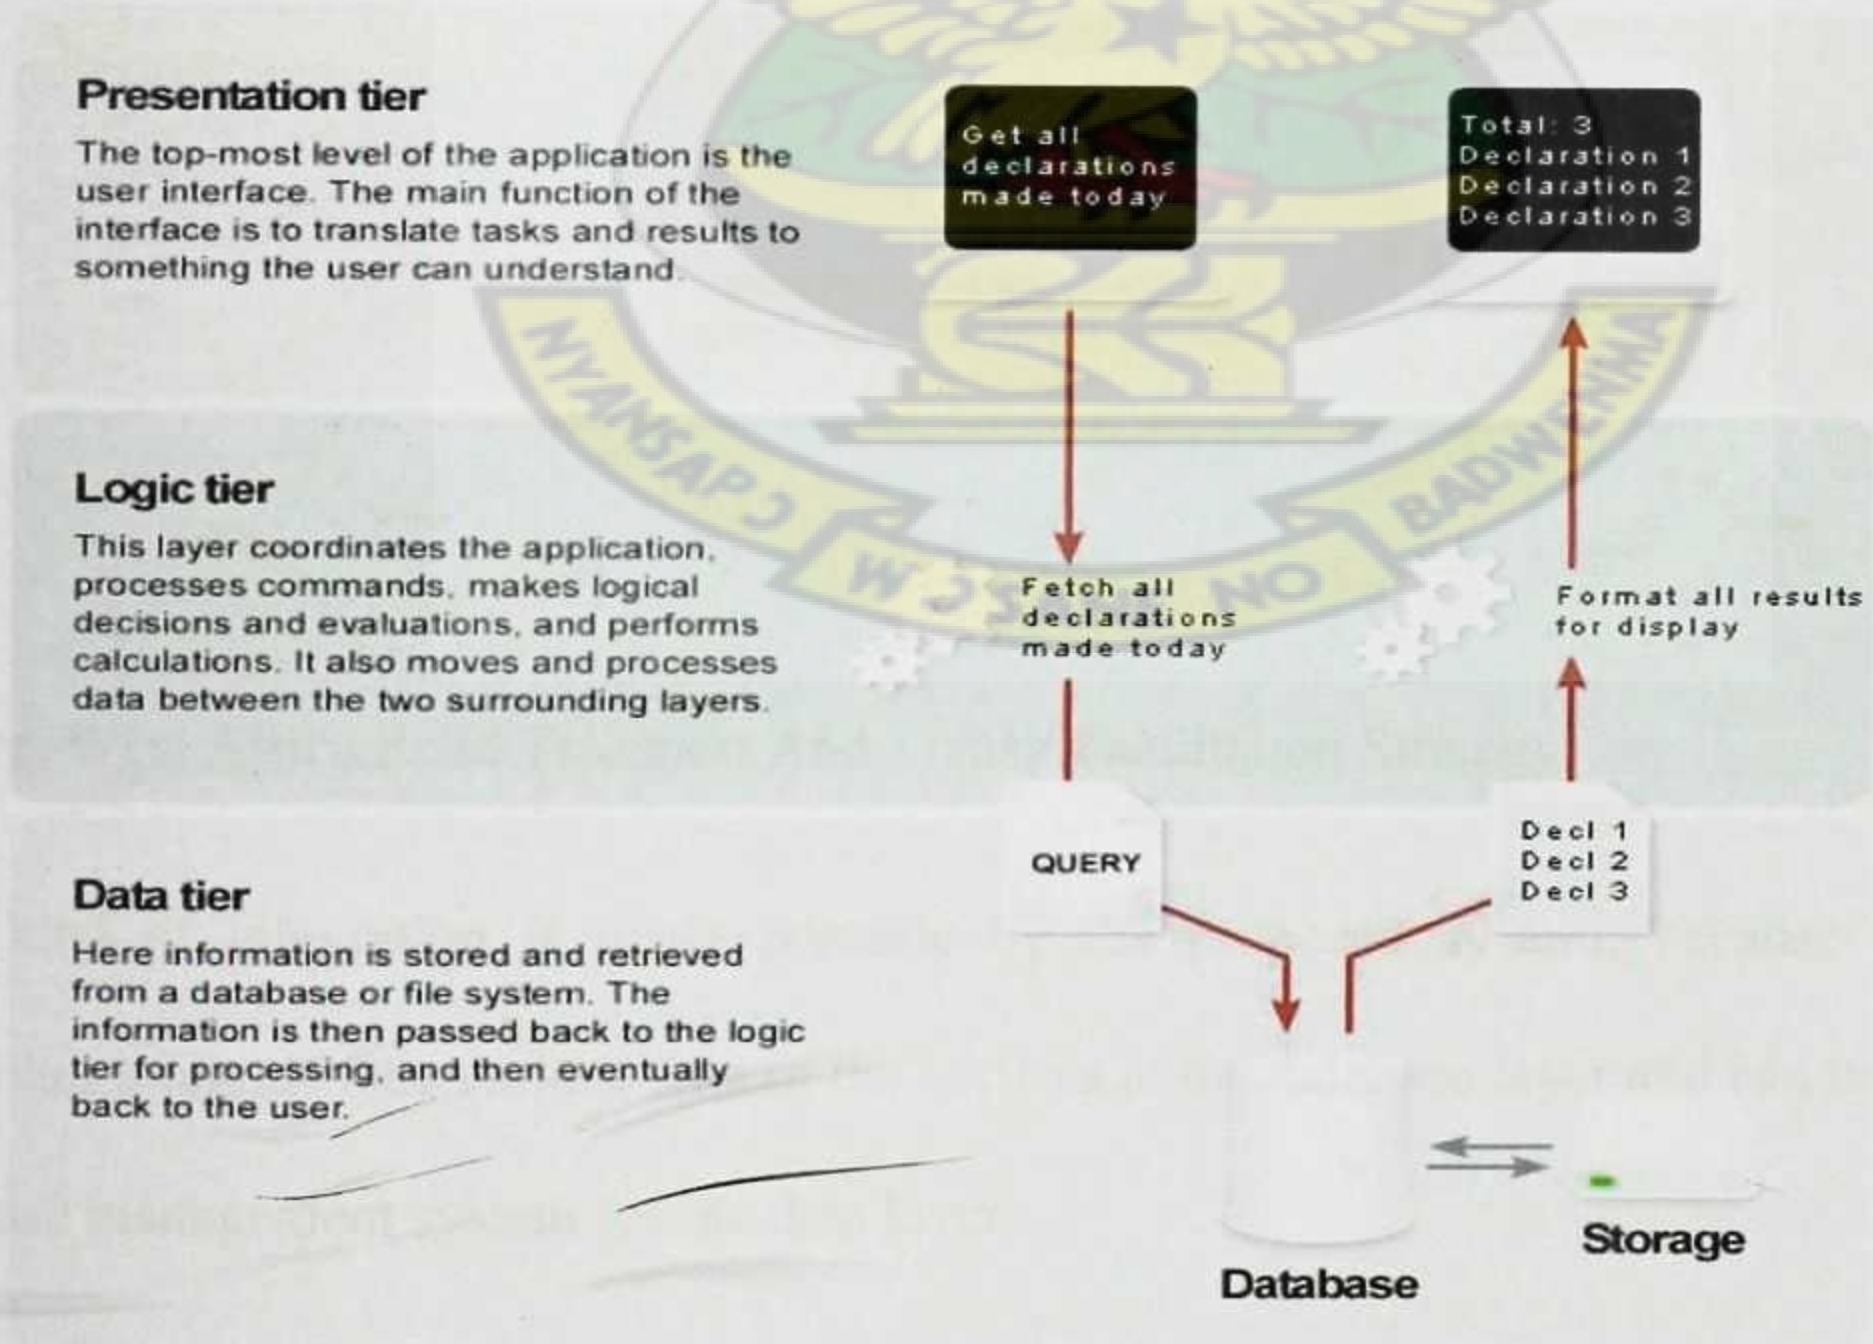 Presentation tier
The top-most level of the application is the
user interface. The main function of the
interface is to translate tasks and results to
something the user can understand.
Get all
declarations
made today
Total: 3
Declaration 1
Declaration 2
Declaration 3
NYANSAPƆ
WƆSƆ
NO
BADWENMA
Logic tier
This layer coordinates the application,
processes commands, makes logical
decisions and evaluations, and performs
calculations. It also moves and processes
data between the two surrounding layers.
Fetch all
declarations
made today
Format all results
for display
Data tier
Here information is stored and retrieved
from a database or file system. The
information is then passed back to the logic
tier for processing, and then eventually
back to the user.
QUERY
Decl 1
Decl 2
Decl 3
Database
Storage